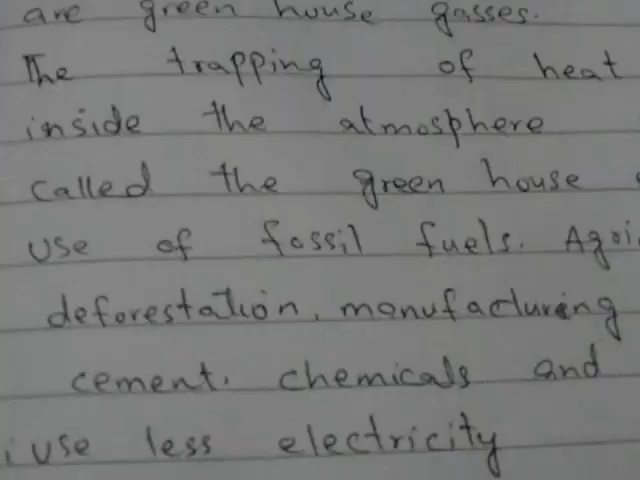 are green house gasses.
The trapping of heat
inside the atmosphere
called the green house
use of fossil fuels.
deforestation, manufacturing
cement. chemicals and
use less electricity